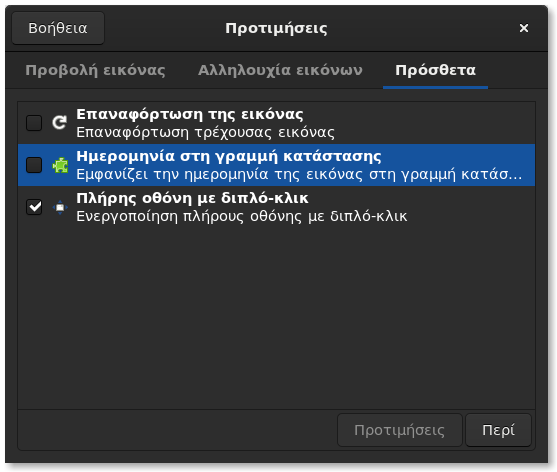 Βοήθεια
Προτιμήσεις
Προβολή εικόνας
Αλληλουχία εικόνων
Πρόσθετα
Επαναφόρτωση της εικόνας
Επαναφόρτωση τρέχουσας εικόνας
Ημερομηνία στη γραμμή κατάστασης
Εμφανίζει την ημερομηνία της εικόνας στη γραμμή κατάσ...
Πλήρης οθόνη με διπλό-κλικ
Ενεργοποίηση πλήρους οθόνης με διπλό-κλικ
Προτιμήσεις
Περί